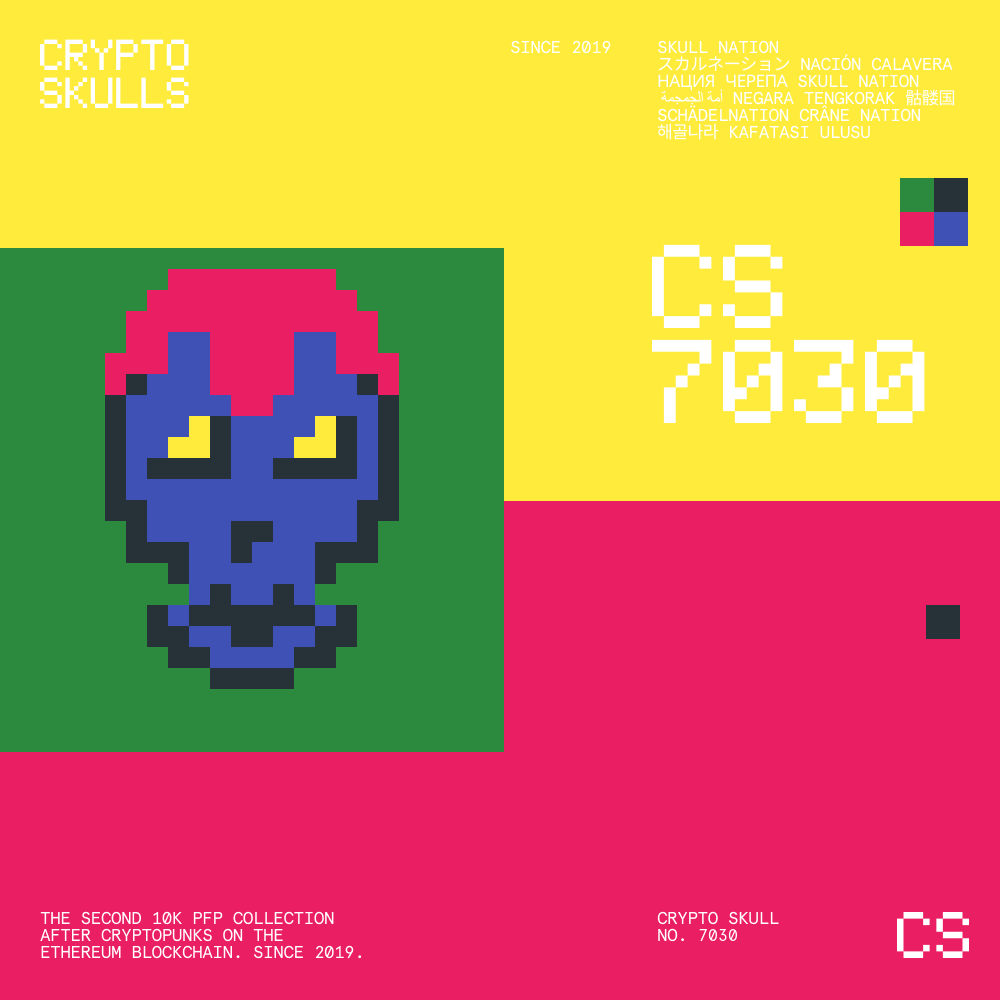 CRYPTO
SKULLS
SINCE 2019
SKULL NATION
スカルネーション NACIÓN CALAVERA
НАЦИЯ ЧЕРЕПА SKULL NATION
أمة الجمجمة NEGARA TENGKORAK 骷髅国
SCHÄDELNATION CRÂNE NATION
해골나라 KAFATASI ULUSU
CS
7030
THE SECOND 10K PFP COLLECTION
AFTER CRYPTOPUNKS ON THE
ETHEREUM BLOCKCHAIN. SINCE 2019.
CRYPTO SKULL
NO. 7030
CS